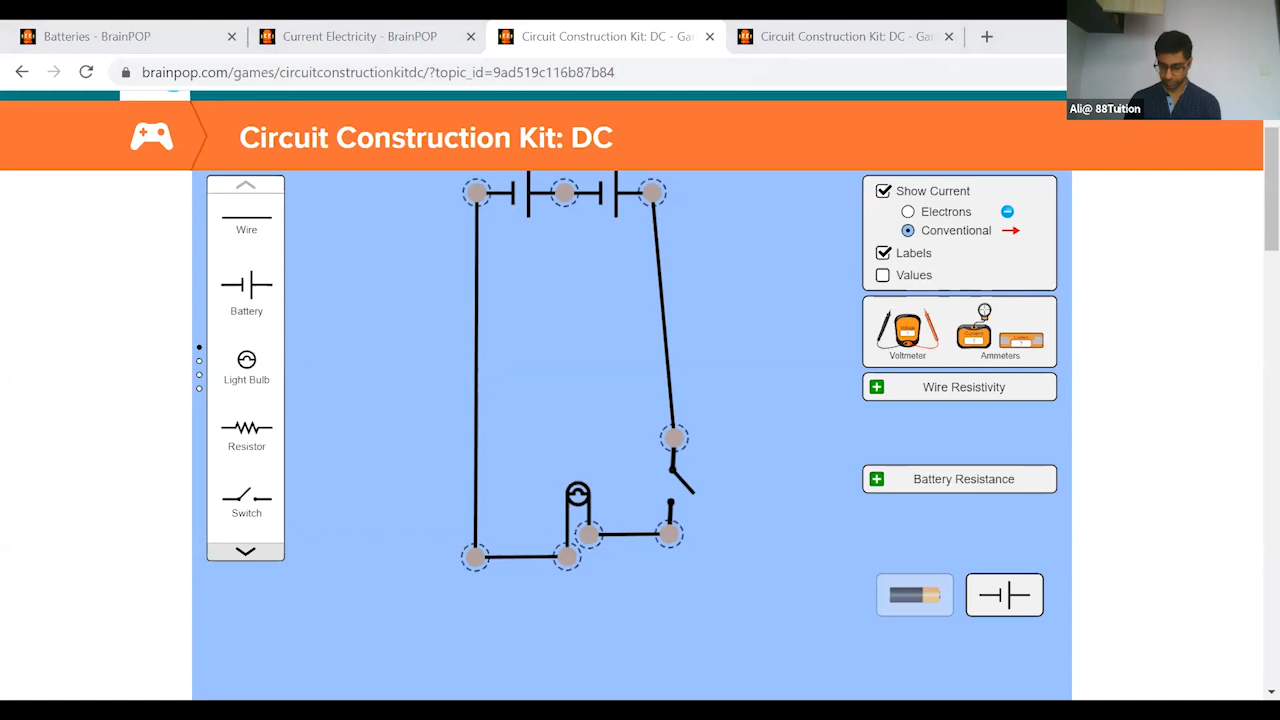 Batteries - BrainPOP
Current Electricity - BrainPOP
Circuit Construction Kit: DC - Ga
Circuit Construction Kit: DC - Ga
brainpop.com/games/circuitconstructionkitdc/?topic_id=9ad519c116b87b84
Ali@ 88Tuition
Circuit Construction Kit: DC
Wire
Battery
Light Bulb
Resistor
Switch
Show Current
Electrons
Conventional
Labels
Values
Voltmeter
Ammeters
Wire Resistivity
Battery Resistance